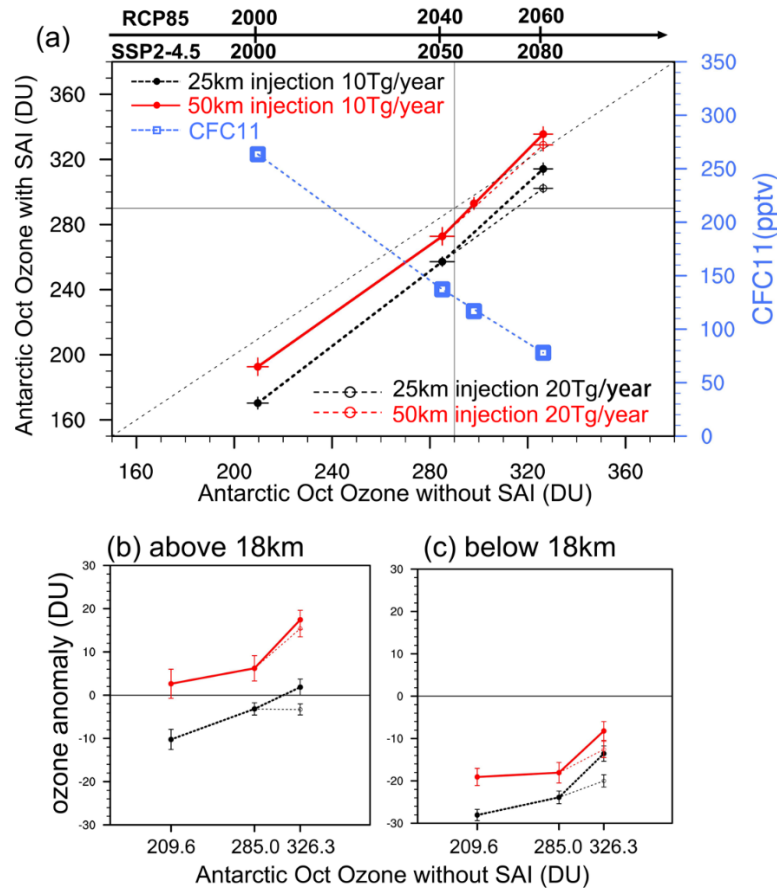 RCP85 2000 2040 2060
(a)
SSP2-4.5 2000 2050 2080
25km injection 10Tg/year
50km injection 10Tg/year
CFC11
25km injection 20Tg/year
50km injection 20Tg/year
Antarctic Oct Ozone with SAI (DU)
360
320
280
240
200
160
CFC11(pptv)
350
300
250
200
150
100
50
0
160 200 240 280 320 360
Antarctic Oct Ozone without SAI (DU)
(b) above 18km
ozone anomaly (DU)
30
20
10
0
-10
-20
-30
209.6 285.0 326.3
(c) below 18km
30
20
10
0
-10
-20
-30
209.6 285.0 326.3
Antarctic Oct Ozone without SAI (DU)